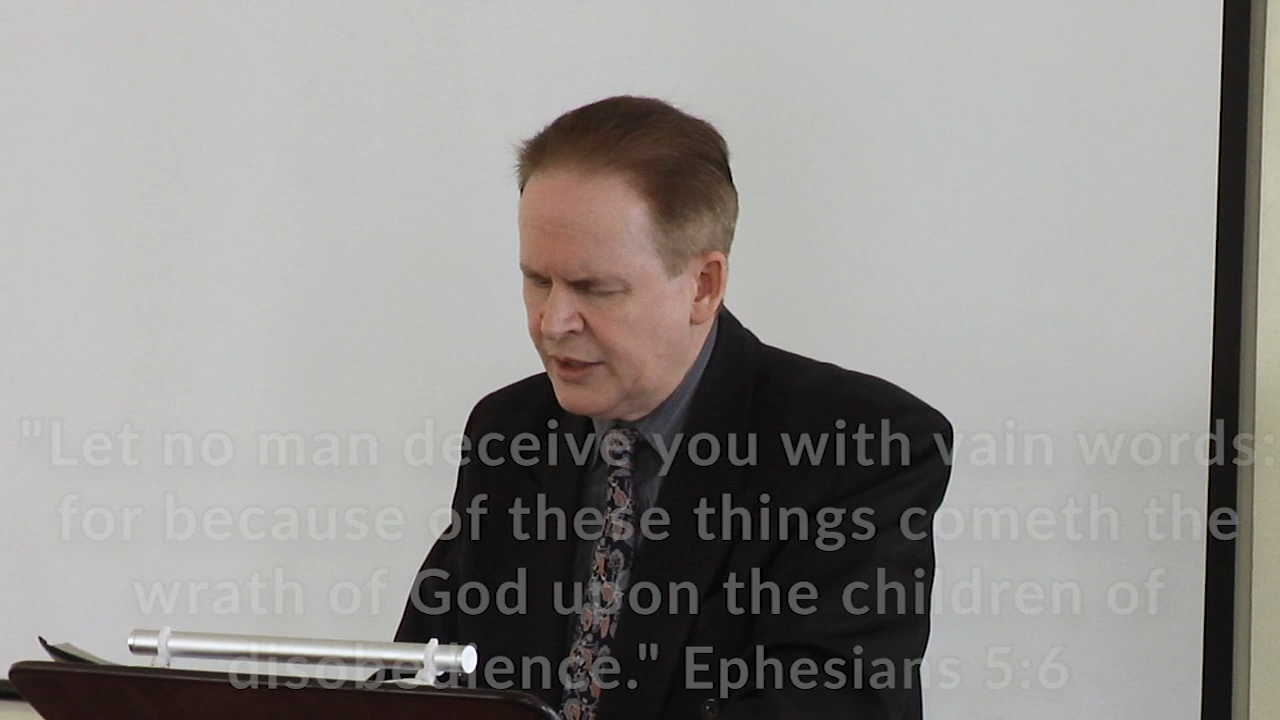 "Let no man deceive you with vain words:
for because of these things cometh the
wrath of God upon the children of
disobedience." Ephesians 5:6